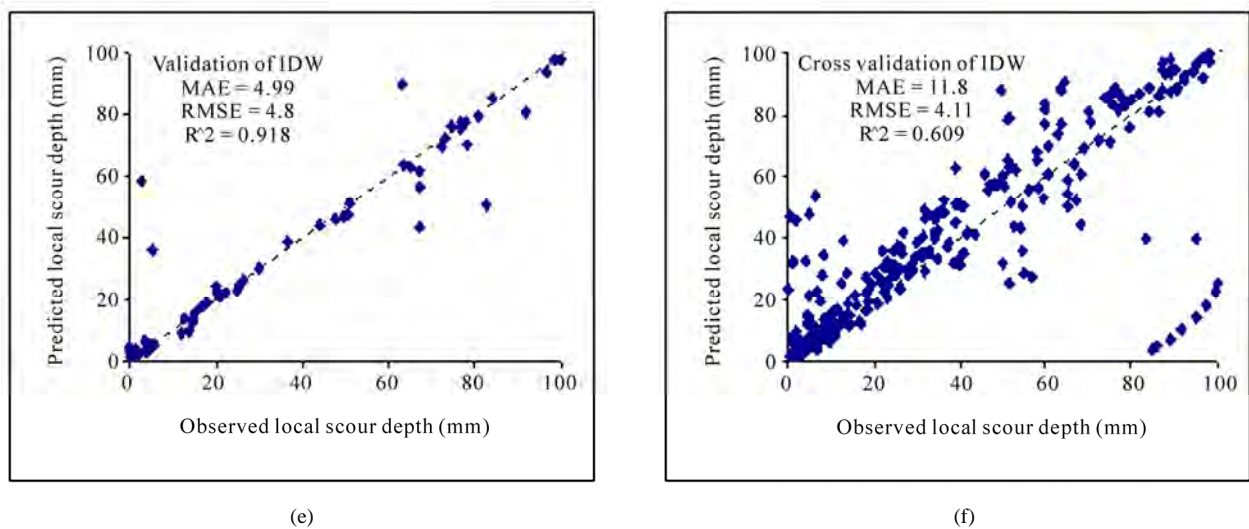 Validation of IDW
MAE = 4.99
RMSE = 4.8
R^2 = 0.918
Predicted local scour depth (mm)
100
80
60
40
20
0
0 20 40 60 80 100
Observed local scour depth (mm)
(e)
Cross validation of IDW
MAE = 11.8
RMSE = 4.11
R^2 = 0.609
Predicted local scour depth (mm)
100
80
60
40
20
0
0 20 40 60 80 100
Observed local scour depth (mm)
(f)